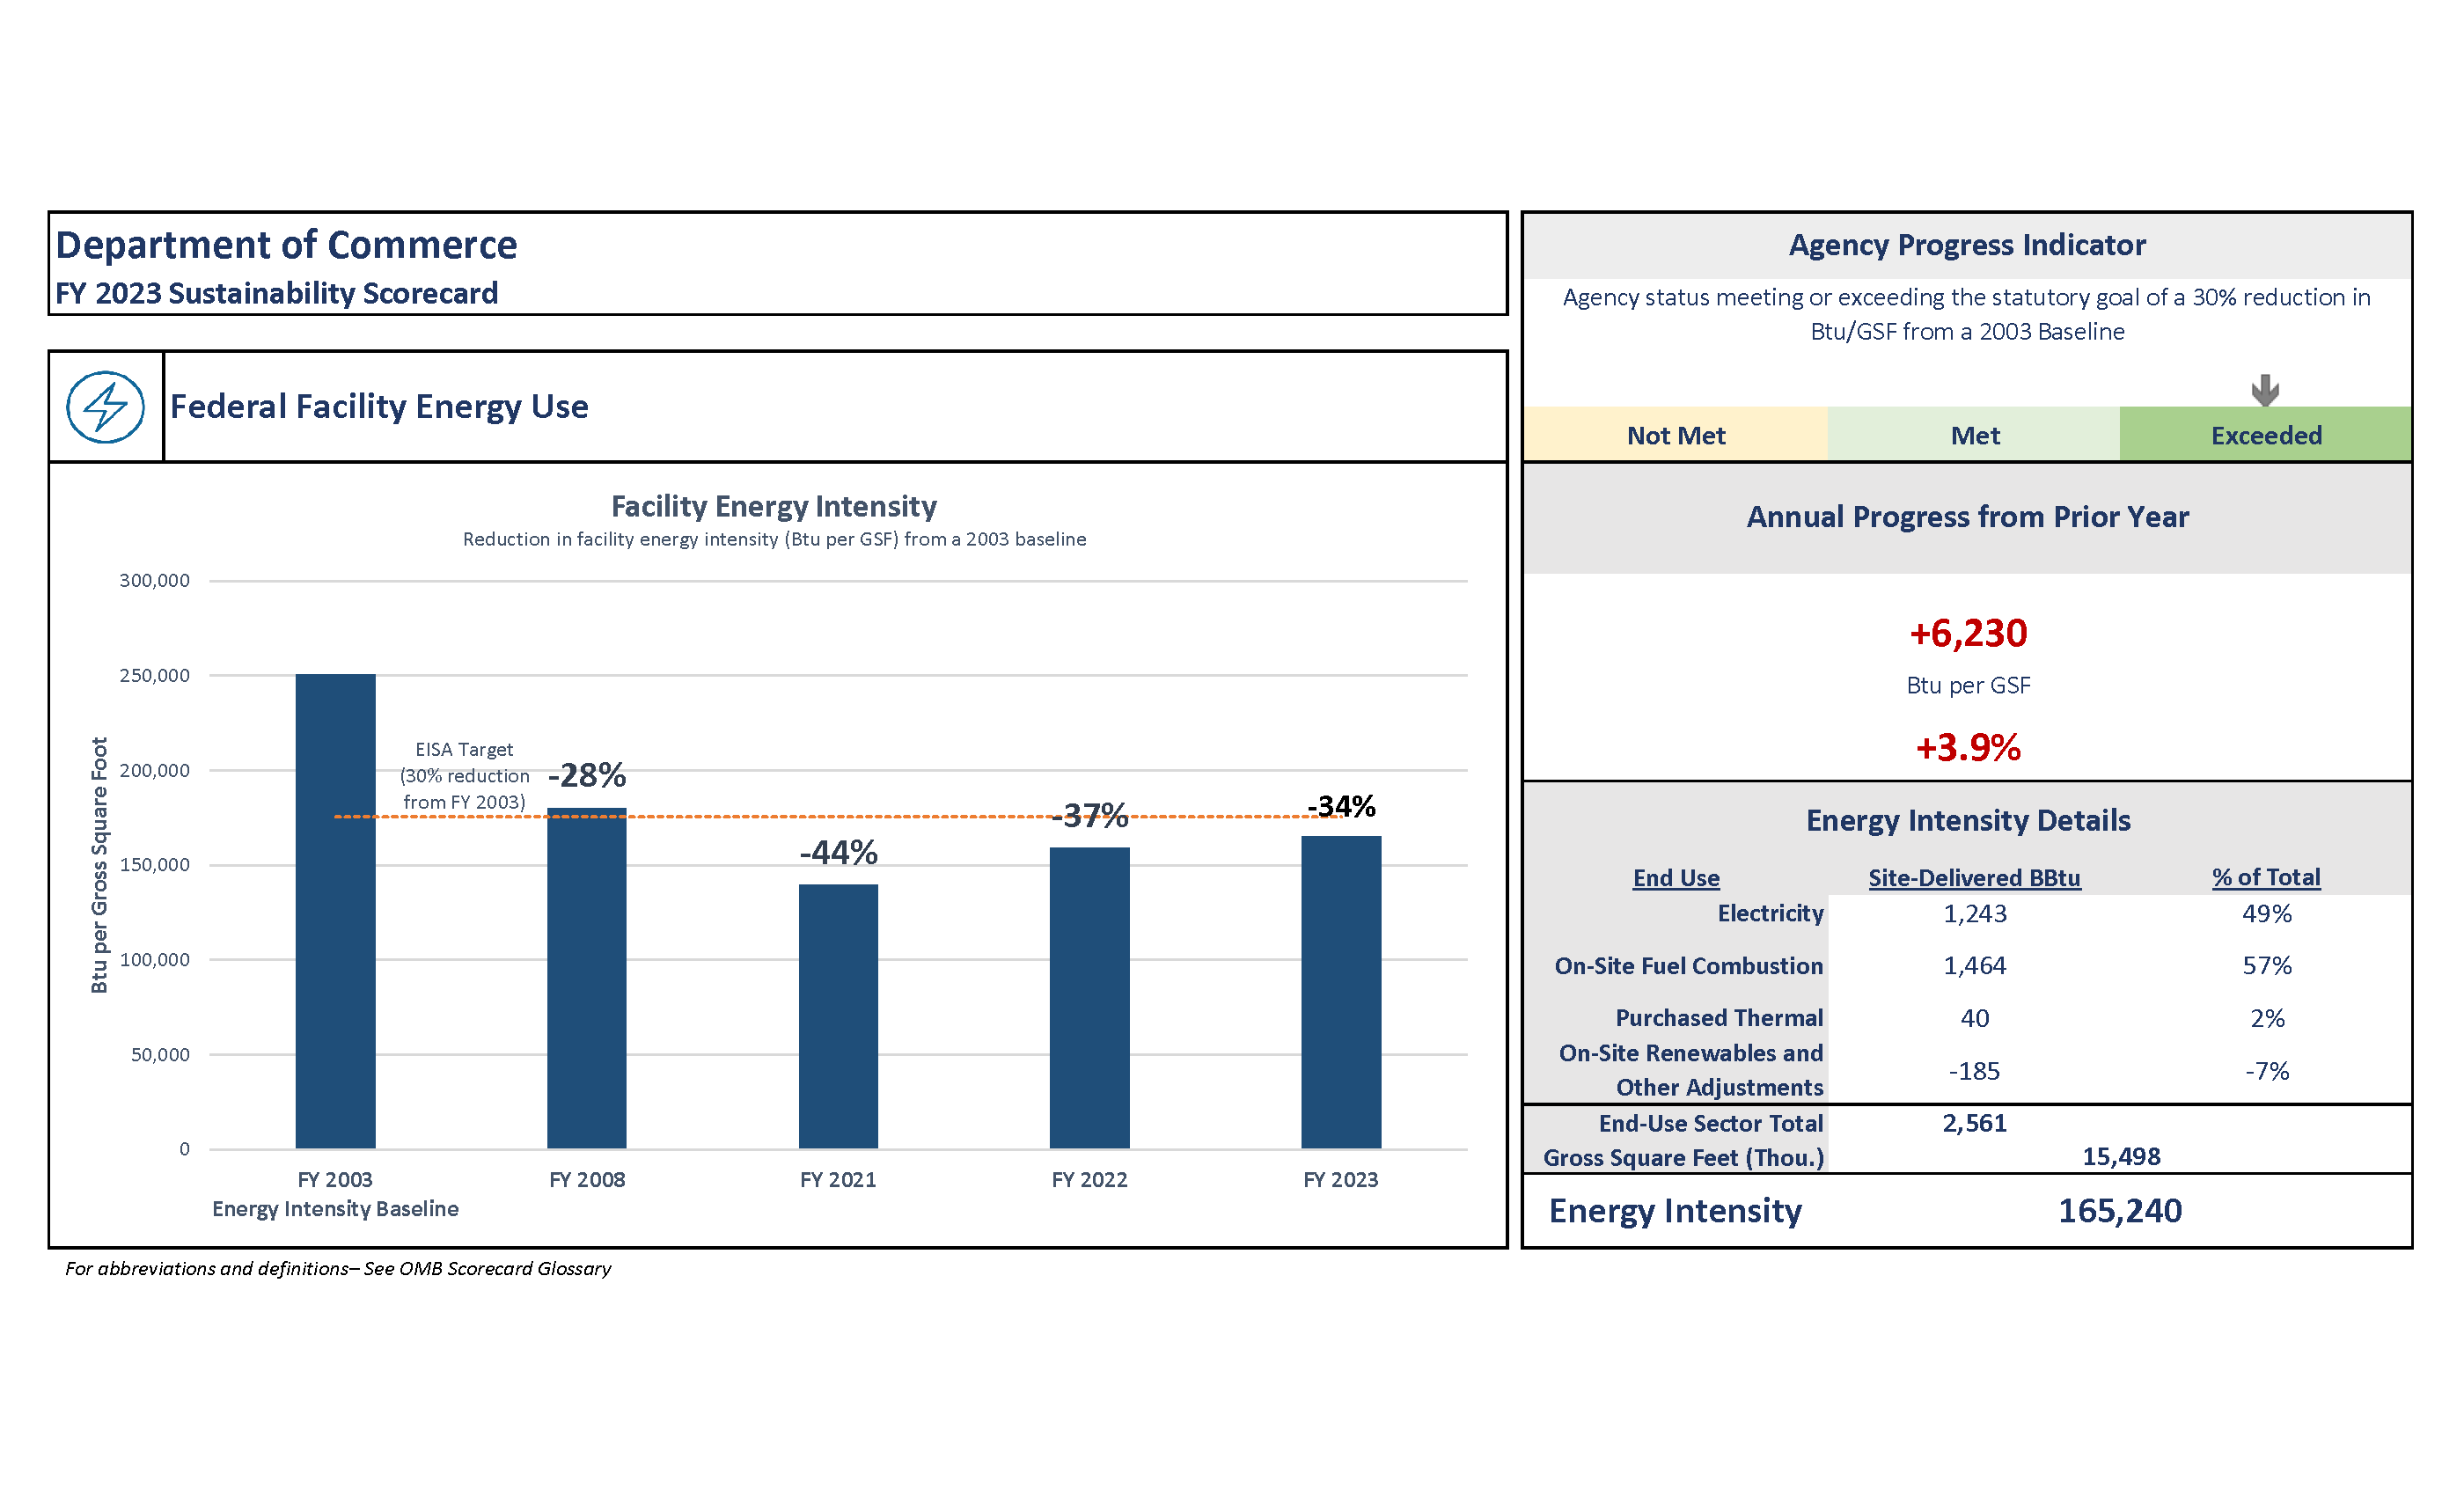 Department of Commerce
FY 2023 Sustainability Scorecard
Federal Facility Energy Use
Facility Energy Intensity
Reduction in facility energy intensity (Btu per GSF) from a 2003 baseline
300,000
250,000
200,000
150,000
100,000
50,000
0
Btu per Gross Square Foot
EISA Target
(30% reduction
from FY 2003)
-28%
-44%
-37%
-34%
FY 2003 FY 2008 FY 2021 FY 2022 FY 2023
Energy Intensity Baseline
For abbreviations and definitions– See OMB Scorecard Glossary
Agency Progress Indicator
Agency status meeting or exceeding the statutory goal of a 30% reduction in
Btu/GSF from a 2003 Baseline
Not Met Met Exceeded
Annual Progress from Prior Year
+6,230
Btu per GSF
+3.9%
Energy Intensity Details
End Use Site-Delivered BBtu % of Total
Electricity 1,243 49%
On-Site Fuel Combustion 1,464 57%
Purchased Thermal 40 2%
On-Site Renewables and
Other Adjustments -185 -7%
End-Use Sector Total 2,561
Gross Square Feet (Thou.) 15,498
Energy Intensity 165,240